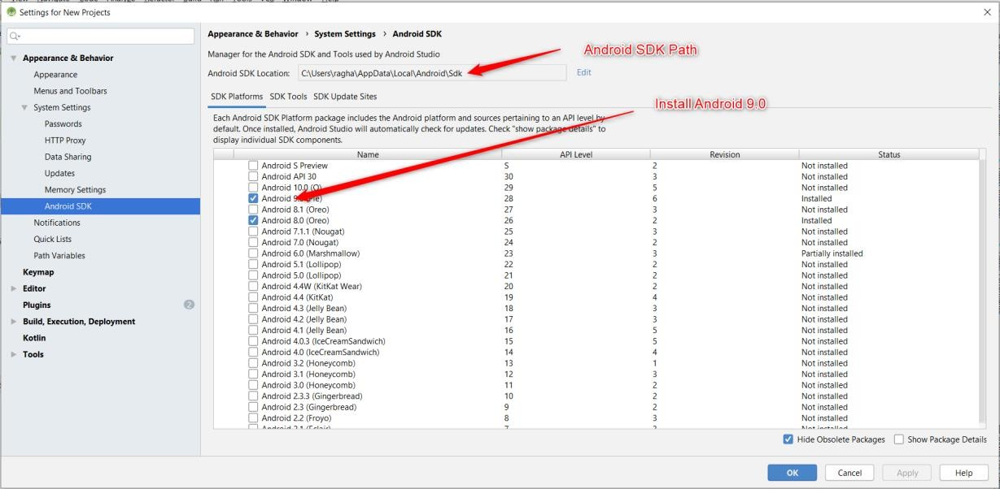 Settings for New Projects
Appearance & Behavior
Appearance
Menus and Toolbars
System Settings
Passwords
HTTP Proxy
Data Sharing
Updates
Memory Settings
Android SDK
Notifications
Quick Lists
Path Variables
Keymap
Editor
Plugins 2
Build, Execution, Deployment
Kotlin
Tools
Appearance & Behavior › System Settings › Android SDK
Manager for the Android SDK and Tools used by Android Studio
Android SDK Path
Android SDK Location: C:\Users\ragha\AppData\Local\Android\Sdk Edit
SDK Platforms SDK Tools SDK Update Sites
Install Android 9.0
Each Android SDK Platform package includes the Android platform and sources pertaining to an API level by
default. Once installed, Android Studio will automatically check for updates. Check "show package details" to
display individual SDK components.
Name API Level Revision Status
Android S Preview S 2 Not installed
Android API 30 30 3 Not installed
Android 10.0 (Q) 29 5 Not installed
Android 28 6 Installed
Android 8.1 (Oreo) 27 3 Not installed
Android 8.0 (Oreo) 26 2 Installed
Android 7.1.1 (Nougat) 25 3 Not installed
Android 7.0 (Nougat) 24 2 Not installed
Android 6.0 (Marshmallow) 23 3 Partially installed
Android 5.1 (Lollipop) 22 2 Not installed
Android 5.0 (Lollipop) 21 2 Not installed
Android 4.4W (KitKat Wear) 20 2 Not installed
Android 4.4 (KitKat) 19 4 Not installed
Android 4.3 (Jelly Bean) 18 3 Not installed
Android 4.2 (Jelly Bean) 17 3 Not installed
Android 4.1 (Jelly Bean) 16 5 Not installed
Android 4.0.3 (IceCreamSandwich) 15 5 Not installed
Android 4.0 (IceCreamSandwich) 14 4 Not installed
Android 3.2 (Honeycomb) 13 1 Not installed
Android 3.1 (Honeycomb) 12 3 Not installed
Android 3.0 (Honeycomb) 11 2 Not installed
Android 2.3.3 (Gingerbread) 10 2 Not installed
Android 2.3 (Gingerbread) 9 2 Not installed
Android 2.2 (Froyo) 8 3 Not installed
Android 2.1 (Eclair) 7 3 Not installed
Hide Obsolete Packages Show Package Details
OK Cancel Apply Help